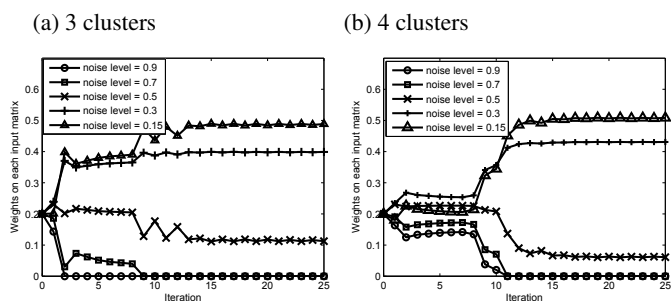 (a) 3 clusters
(b) 4 clusters
Weights on each input matrix
0.6
0.5
0.4
0.3
0.2
0.1
0
noise level = 0.9
noise level = 0.7
noise level = 0.5
noise level = 0.3
noise level = 0.15
0 5 10 15 20 25
Iteration
Weights on each input matrix
0.6
0.5
0.4
0.3
0.2
0.1
0
noise level = 0.9
noise level = 0.7
noise level = 0.5
noise level = 0.3
noise level = 0.15
0 5 10 15 20 25
Iteration